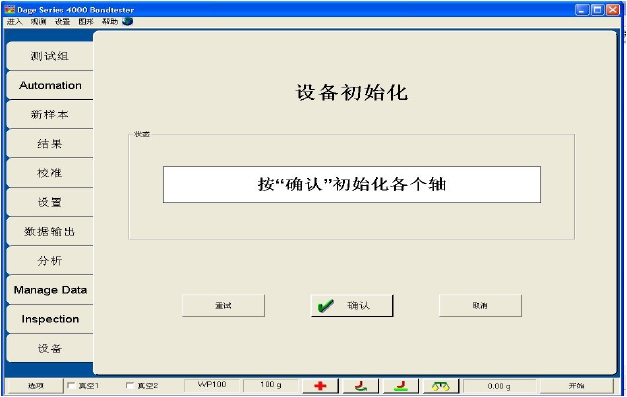 Dage Series 4000 Bondtester
进入 观测 设置 图形 帮助
测试组
Automation
新样本
结果
校准
设置
数据输出
分析
Manage Data
Inspection
设备
设备初始化
状态
按“确认”初始化各个轴
重试
确认
取消
选项
真空1
真空2
WP100
100 g
0.00 g
开始